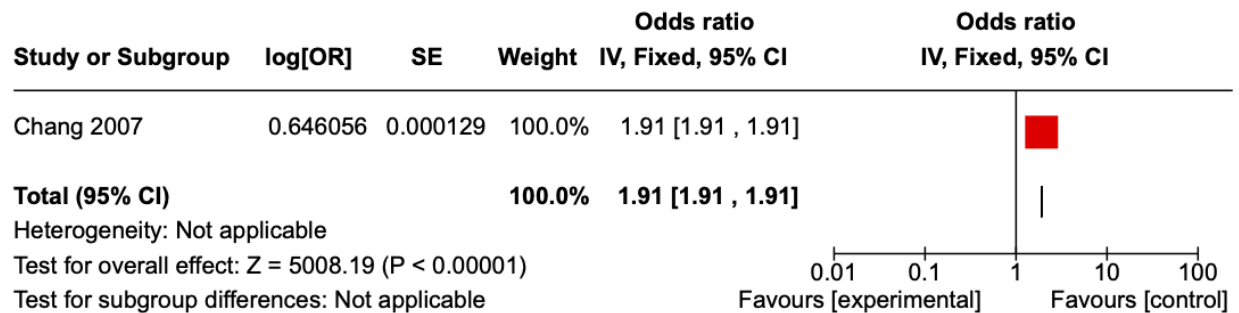 Odds ratio Odds ratio
Study or Subgroup log[OR] SE Weight IV, Fixed, 95% CI IV, Fixed, 95% CI
Chang 2007 0.646056 0.000129 100.0% 1.91 [1.91 , 1.91]
Total (95% CI) 100.0% 1.91 [1.91 , 1.91]
Heterogeneity: Not applicable
Test for overall effect: Z = 5008.19 (P < 0.00001)
0.01 0.1 1 10 100
Test for subgroup differences: Not applicable Favours [experimental] Favours [control]